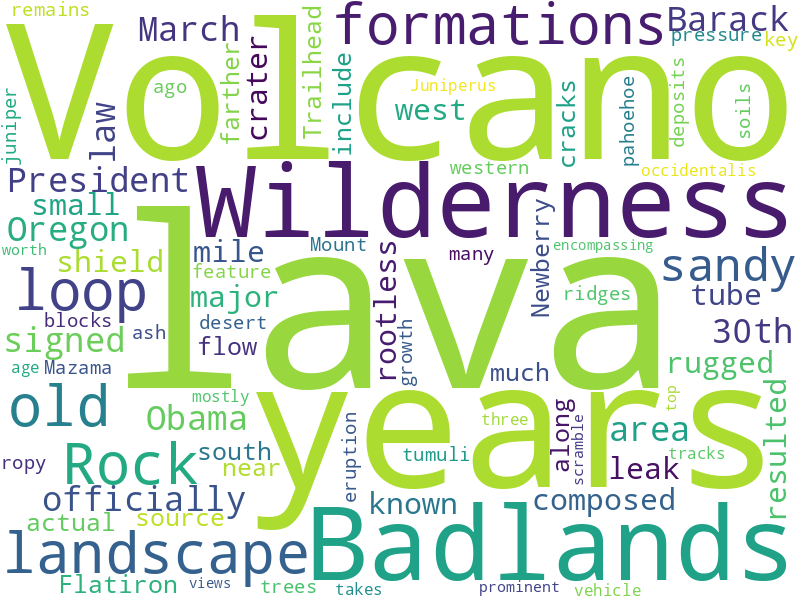 remains
March
formations
Barack
pressure
key
Volcano
ago
farther
crater
Trailhead
include
Juniperus
west
cracks
pahoehoe
deposits
soils
juniper
law
western
occidentalis
President
Wilderness
small
Oregon
worth
shield
mile
feature
Mount
many
encompassing
sandy
loop
lava
major
rootless
Newberry
ridges
tube
blocks
ash
desert
signed
flow
growth
30th
age
Mazama
mostly
much
rugged
old
Obama
years
three
top
along
scramble
area
resulted
Rock
south
near
ropy
eruption
tumuli
leak
tracks
officially
known
composed
actual
source
landscape
Badlands
Flatiron
views
trees
takes
prominent
vehicle